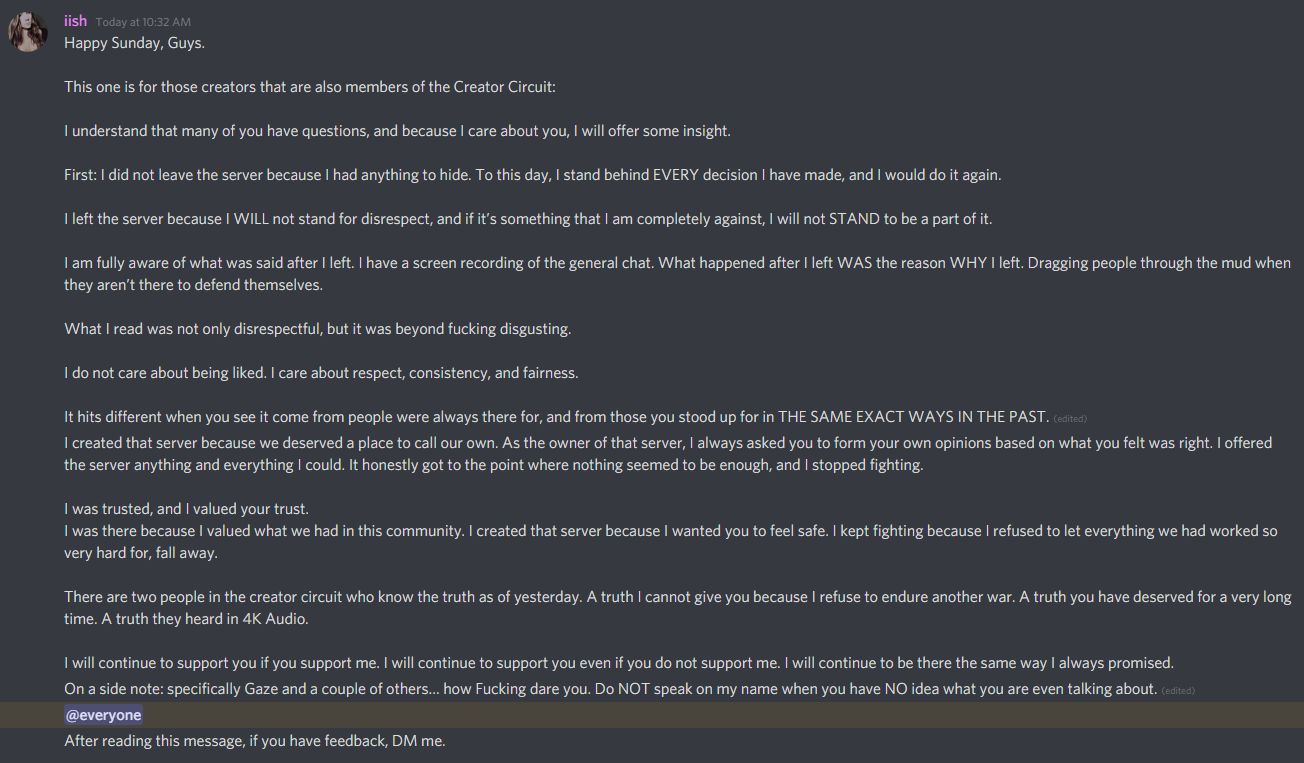 iish Today at 10:32 AM
Happy Sunday, Guys.
This one is for those creators that are also members of the Creator Circuit:
I understand that many of you have questions, and because I care about you, I will offer some insight.
First: I did not leave the server because I had anything to hide. To this day, I stand behind EVERY decision I have made, and I would do it again.
I left the server because I WILL not stand for disrespect, and if it's something that I am completely against, I will not STAND to be a part of it.
I am fully aware of what was said after I left. I have a screen recording of the general chat. What happened after I left WAS the reason WHY I left. Dragging people through the mud when
they aren't there to defend themselves.
What I read was not only disrespectful, but it was beyond fucking disgusting.
I do not care about being liked. I care about respect, consistency, and fairness.
It hits different when you see it come from people were always there for, and from those you stood up for in THE SAME EXACT WAYS IN THE PAST. (edited)
I created that server because we deserved a place to call our own. As the owner of that server, I always asked you to form your own opinions based on what you felt was right. I offered
the server anything and everything I could. It honestly got to the point where nothing seemed to be enough, and I stopped fighting.
I was trusted, and I valued your trust.
I was there because I valued what we had in this community. I created that server because I wanted you to feel safe. I kept fighting because I refused to let everything we had worked so
very hard for, fall away.
There are two people in the creator circuit who know the truth as of yesterday. A truth I cannot give you because I refuse to endure another war. A truth you have deserved for a very long
time. A truth they heard in 4K Audio.
I will continue to support you if you support me. I will continue to support you even if you do not support me. I will continue to be there the same way I always promised.
On a side note: specifically Gaze and a couple of others... how Fucking dare you. Do NOT speak on my name when you have NO idea what you are even talking about. (edited)
@everyone
After reading this message, if you have feedback, DM me.